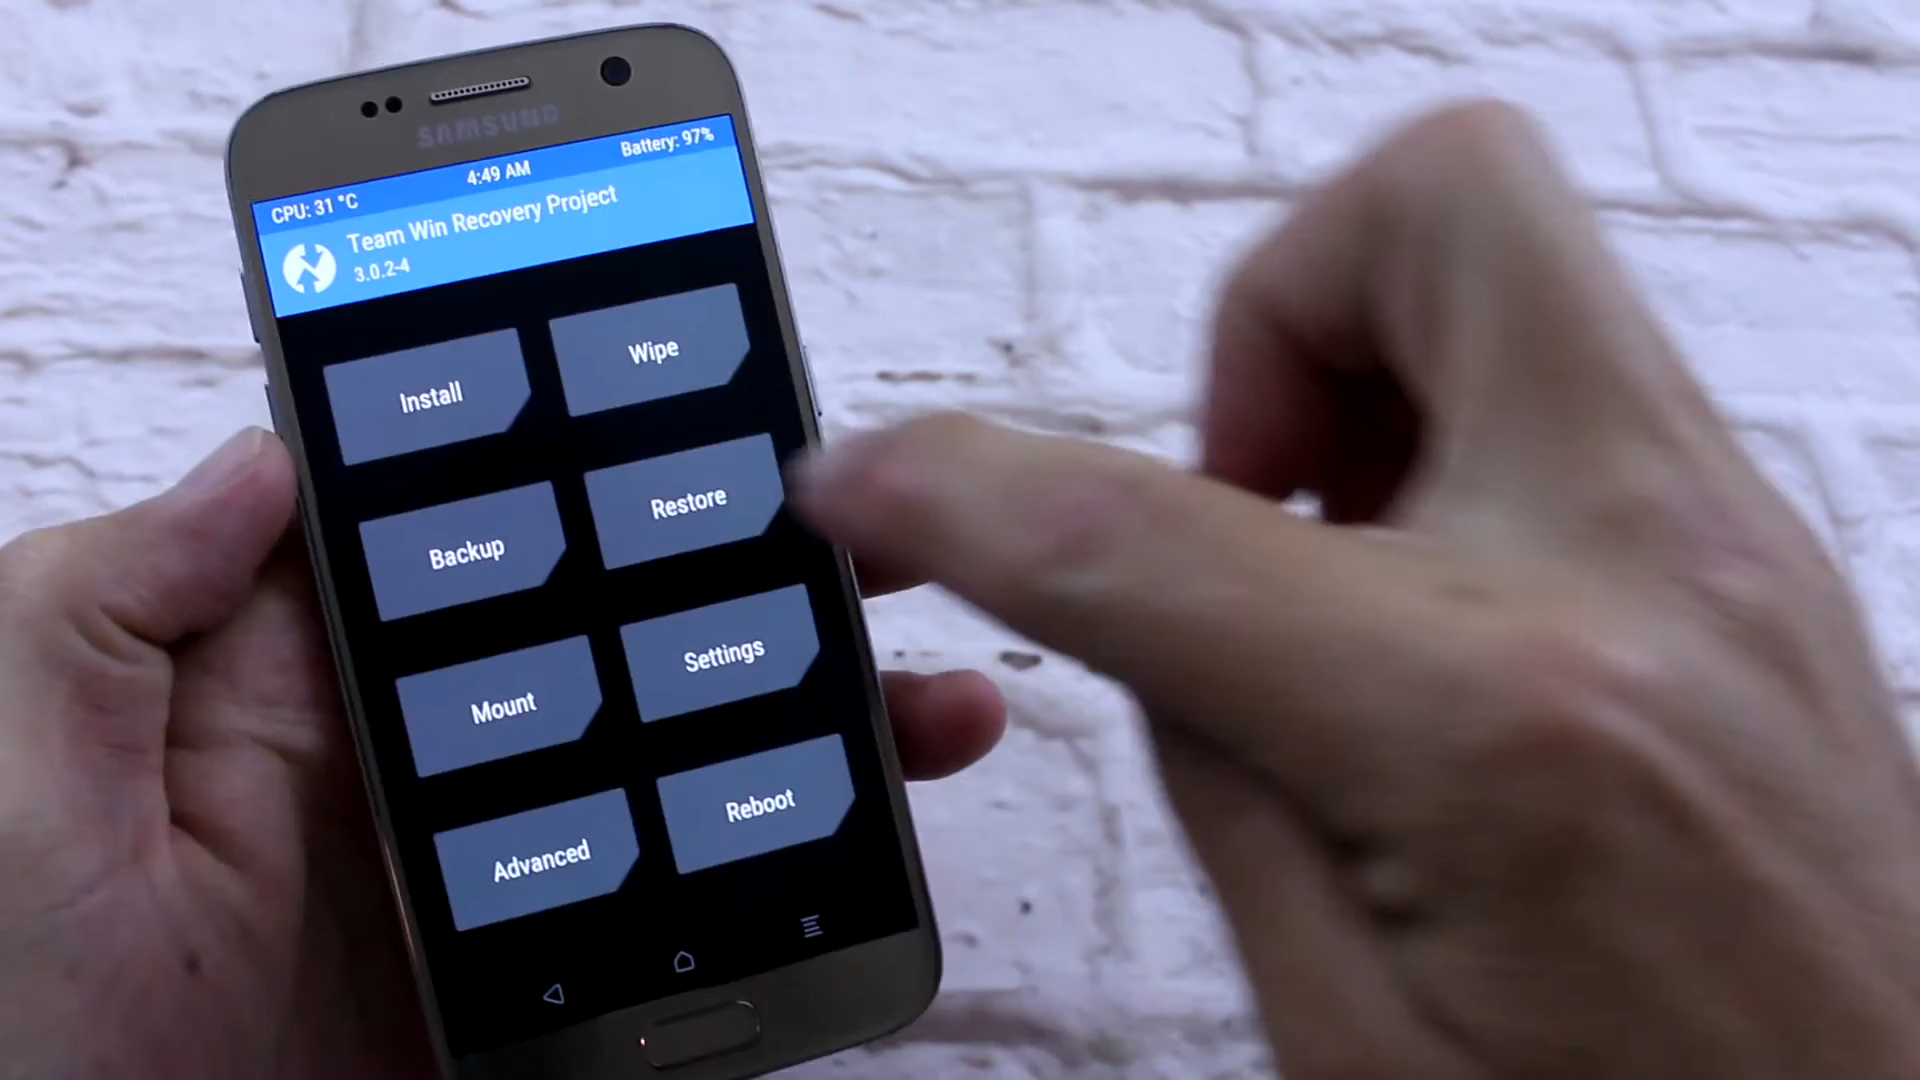 SAMSUNG
CPU: 31 °C
4:49 AM
Battery: 97%
Team Win Recovery Project
3.0.2-4
Install
Wipe
Backup
Restore
Mount
Settings
Advanced
Reboot